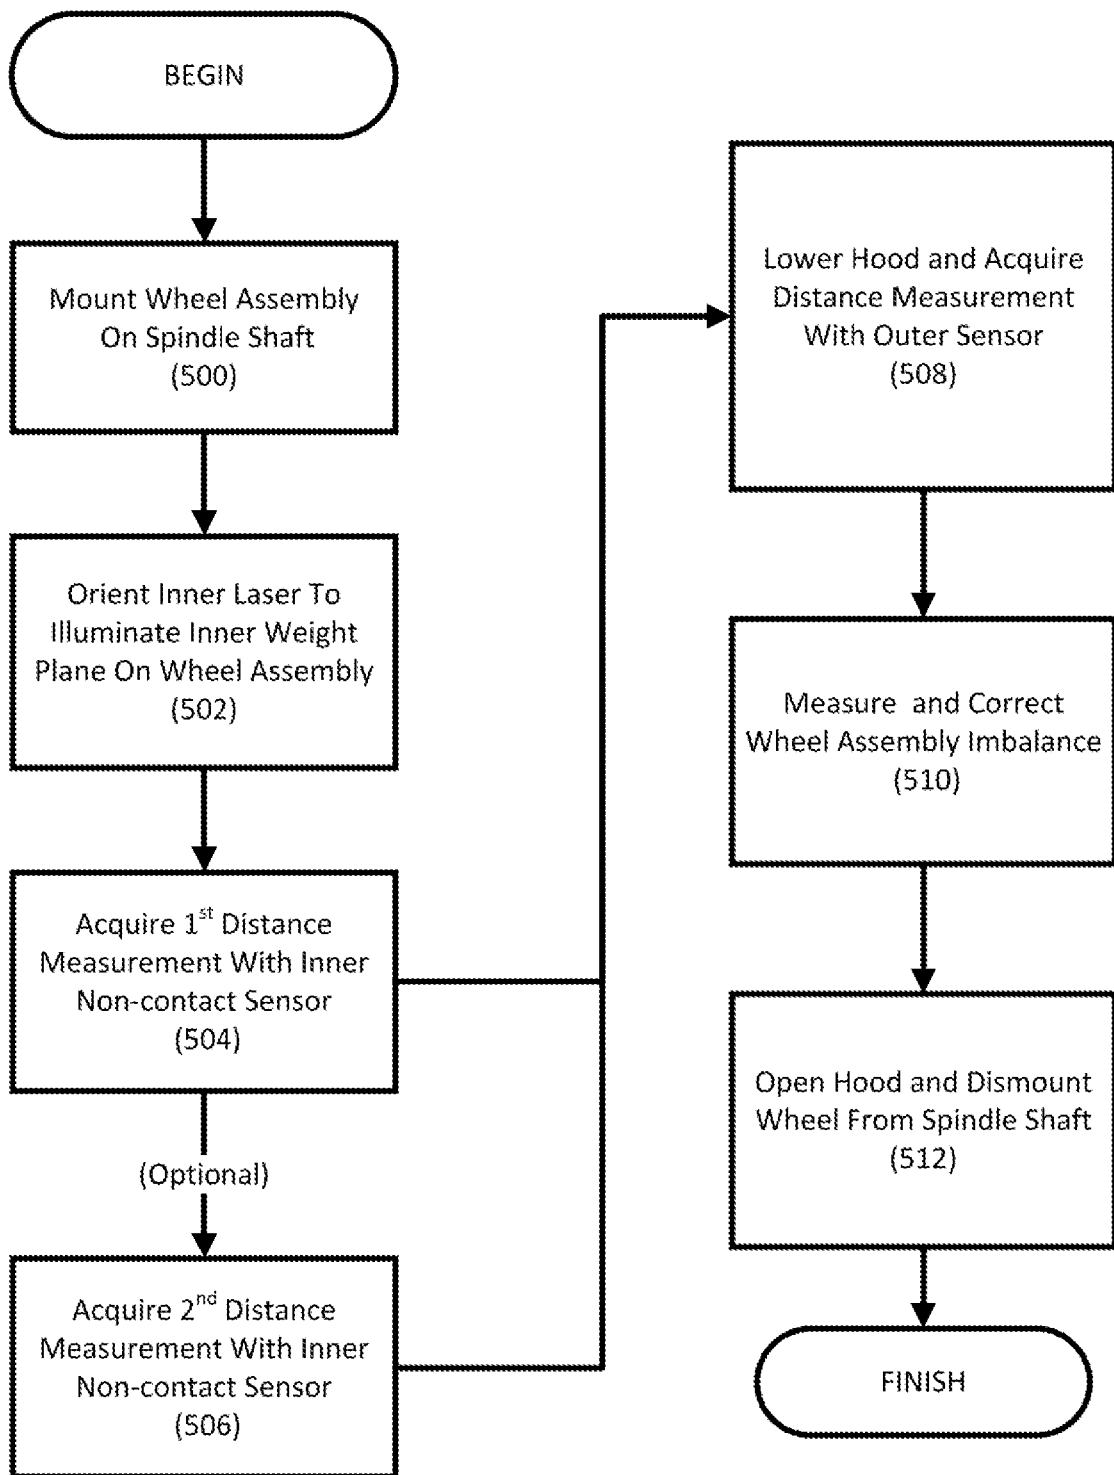 BEGIN
Mount Wheel Assembly
On Spindle Shaft
(500)
Orient Inner Laser To
Illuminate Inner Weight
Plane On Wheel Assembly
(502)
Acquire 1st Distance
Measurement With Inner
Non-contact Sensor
(504)
(Optional)
Acquire 2nd Distance
Measurement With Inner
Non-contact Sensor
(506)
Lower Hood and Acquire
Distance Measurement
With Outer Sensor
(508)
Measure and Correct
Wheel Assembly Imbalance
(510)
Open Hood and Dismount
Wheel From Spindle Shaft
(512)
FINISH